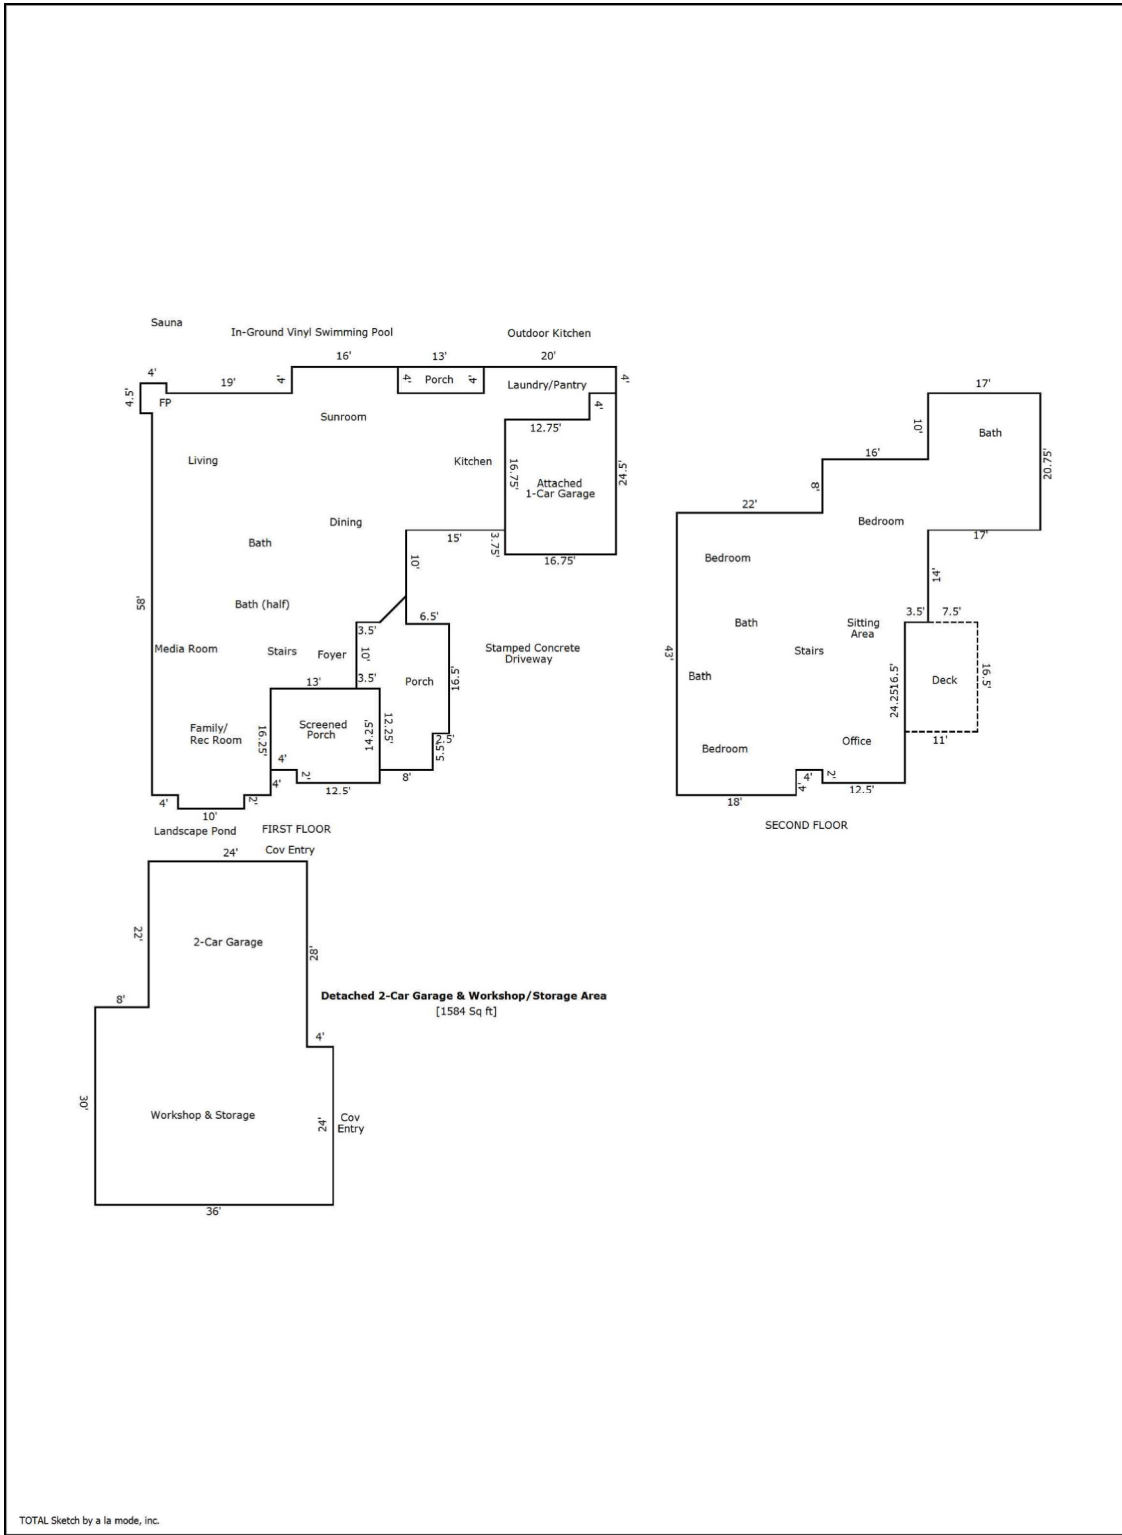 Sauna
In-Ground Vinyl Swimming Pool
Outdoor Kitchen
16'
13'
20'
4'
19'
4'
4'
Porch
4'
Laundry/Pantry
4'
4.5'
FP
4'
Sunroom
12.75'
Living
Kitchen
16.75'
Attached
1-Car Garage
24.5'
Dining
15'
3.75'
Bath
10'
16.75'
58'
Bath (half)
6.5'
3.5'
Media Room
Stairs
Foyer
10'
Stamped Concrete
Driveway
13'
3.5'
Porch
16.5'
Family/
Rec Room
16.25'
Screened
Porch
14.25'
12.25'
2.5'
5.5'
4'
2'
8'
4'
12.5'
4'
2'
10'
Landscape Pond
FIRST FLOOR
17'
10'
Bath
16'
20.75'
8'
22'
Bedroom
17'
Bedroom
14'
3.5'
7.5'
Bath
Sitting
Area
43'
Stairs
Bath
24.25'
16.5'
Deck
16.5'
Bedroom
Office
11'
4'
2'
4'
18'
12.5'
SECOND FLOOR
Cov Entry
24'
22'
2-Car Garage
28'
8'
Detached 2-Car Garage & Workshop/Storage Area
[1584 Sq ft]
4'
30'
Workshop & Storage
24'
Cov
Entry
36'
TOTAL Sketch by a la mode, inc.